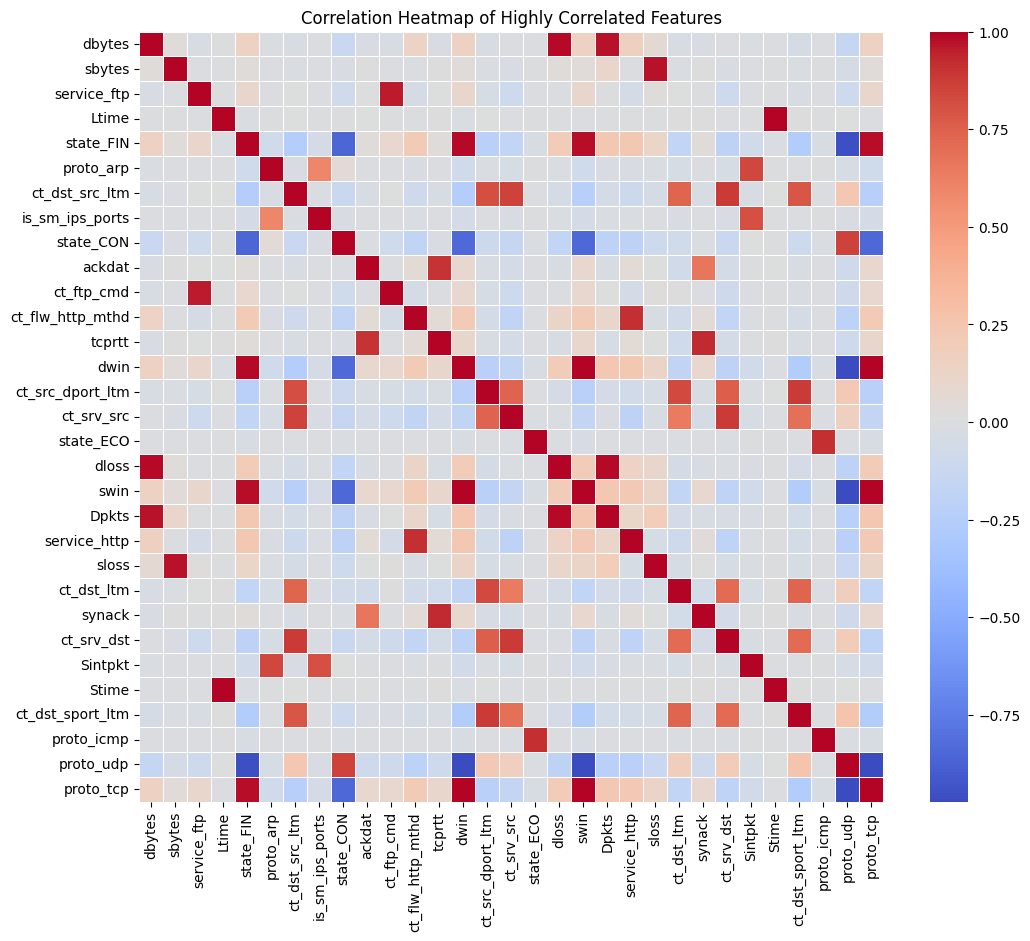 Correlation Heatmap of Highly Correlated Features
dbytes
sbytes
service_ftp
Ltime
state_FIN
proto_arp
ct_dst_src_ltm
is_sm_ips_ports
state_CON
ackdat
ct_ftp_cmd
ct_flw_http_mthd
tcprtt
dwin
ct_src_dport_ltm
ct_srv_src
state_ECO
dloss
swin
Dpkts
service_http
sloss
ct_dst_ltm
synack
ct_srv_dst
Sintpkt
Stime
ct_dst_sport_ltm
proto_icmp
proto_udp
proto_tcp
dbytes
sbytes
service_ftp
Ltime
state_FIN
proto_arp
ct_dst_src_ltm
is_sm_ips_ports
state_CON
ackdat
ct_ftp_cmd
ct_flw_http_mthd
tcprtt
dwin
ct_src_dport_ltm
ct_srv_src
state_ECO
dloss
swin
Dpkts
service_http
sloss
ct_dst_ltm
synack
ct_srv_dst
Sintpkt
Stime
ct_dst_sport_ltm
proto_icmp
proto_udp
proto_tcp
1.00
0.75
0.50
0.25
0.00
−0.25
−0.50
−0.75